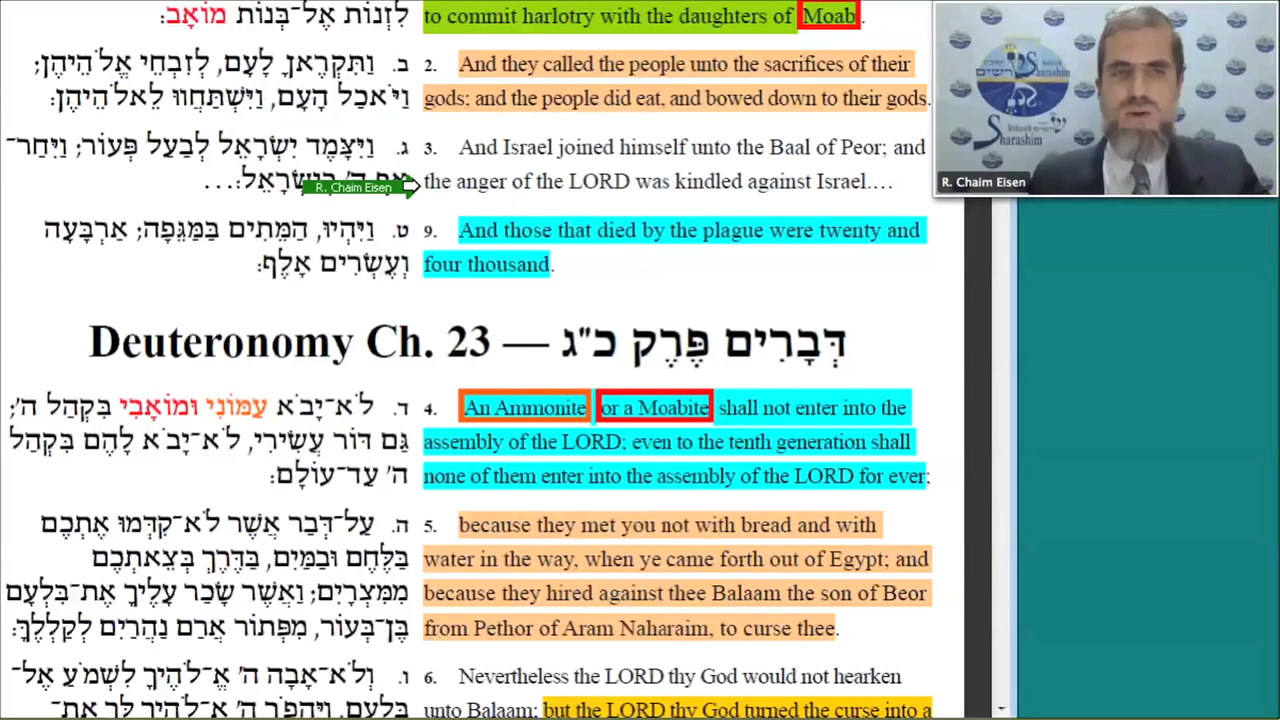 לִזְנוֹת אֶל־בְּנוֹת מוֹאָב:
to commit harlotry with the daughters of Moab.
ב. וַתִּקְרֶאןָ לָעָם, לְזִבְחֵי אֱלֹהֵיהֶן;
וַיֹּאכַל הָעָם, וַיִּשְׁתַּחֲווּ לֵאלֹהֵיהֶן:
2. And they called the people unto the sacrifices of their
gods; and the people did eat, and bowed down to their gods.
ג. וַיִּצָּמֶד יִשְׂרָאֵל לְבַעַל פְּעוֹר; וַיִּחַר־
אַף ה' בְּיִשְׂרָאֵל:...
3. And Israel joined himself unto the Baal of Peor; and
the anger of the LORD was kindled against Israel....
R. Chaim Eisen
ט. וַיִּהְיוּ, הַמֵּתִים בַּמַּגֵּפָה; אַרְבָּעָה
וְעֶשְׂרִים אָלֶף:
9. And those that died by the plague were twenty and
four thousand.
Deuteronomy Ch. 23 — דְּבָרִים פֶּרֶק כ"ג
ד. לֹא־יָבֹא עַמּוֹנִי וּמוֹאָבִי בִּקְהַל ה';
גַּם דּוֹר עֲשִׂירִי, לֹא־יָבֹא לָהֶם בִּקְהַל
ה' עַד־עוֹלָם:
4. An Ammonite or a Moabite shall not enter into the
assembly of the LORD; even to the tenth generation shall
none of them enter into the assembly of the LORD for ever;
ה. עַל־דְּבַר אֲשֶׁר לֹא־קִדְּמוּ אֶתְכֶם
בַּלֶּחֶם וּבַמַּיִם, בַּדֶּרֶךְ בְּצֵאתְכֶם
מִמִּצְרָיִם; וַאֲשֶׁר שָׂכַר עָלֶיךָ אֶת־בִּלְעָם
בֶּן־בְּעוֹר, מִפְּתוֹר אֲרַם נַהֲרַיִם לְקַלְלֶךָּ:
5. because they met you not with bread and with
water in the way, when ye came forth out of Egypt; and
because they hired against thee Balaam the son of Beor
from Pethor of Aram Naharaim, to curse thee.
ו. וְלֹא־אָבָה ה' אֱ־לֹהֶיךָ לִשְׁמֹעַ אֶל־
בִּלְעָם, וַיַּהֲפֹךְ ה' אֱ־לֹהֶיךָ לְּךָ אֶת־
6. Nevertheless the LORD thy God would not hearken
unto Balaam; but the LORD thy God turned the curse into a
שרשים
Sharashim
Sharashim
R. Chaim Eisen